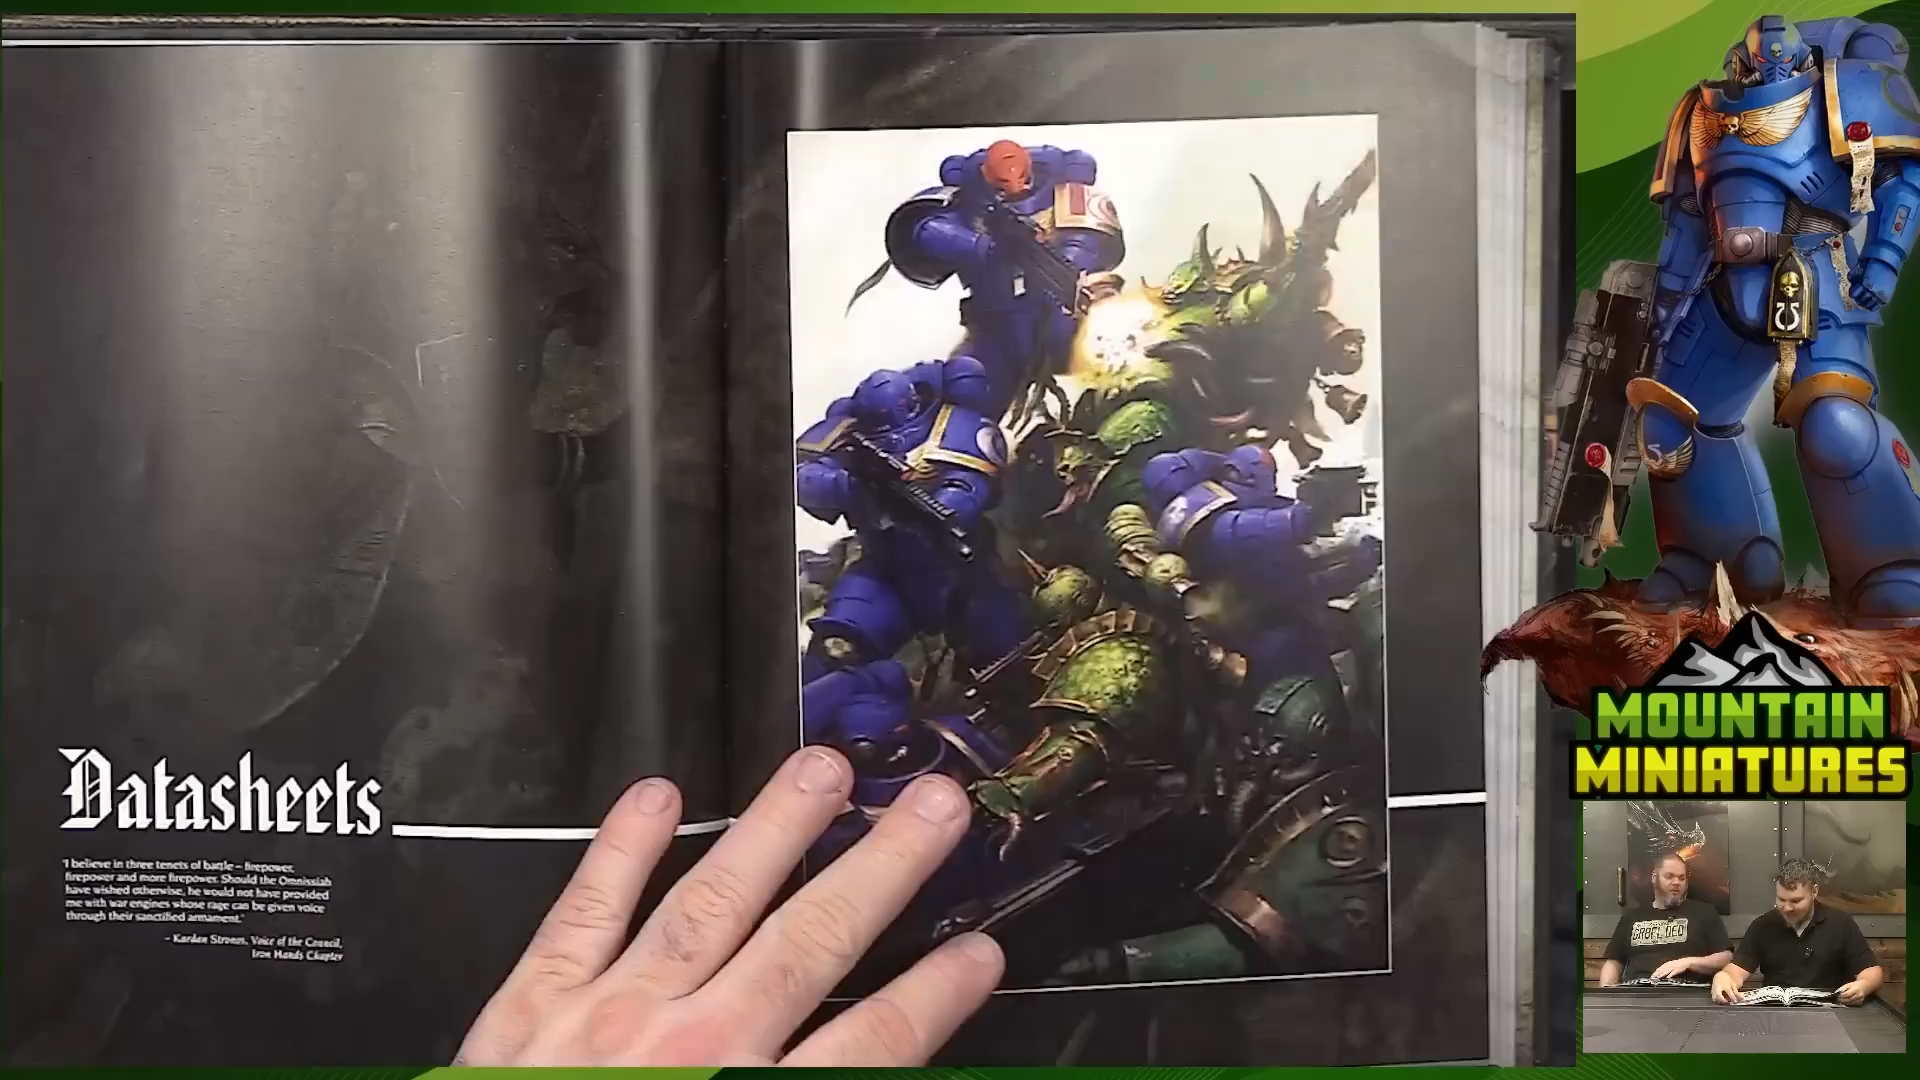 Datasheets
'I believe in three tenets of battle – firepower,
firepower and more firepower. Should the Omnissiah
have wished otherwise, he would not have provided
me with war engines whose rage can be given voice
through their sanctified armament.'
– Kardan Stronos, Voice of the Council,
Iron Hands Chapter
MOUNTAIN
MINIATURES